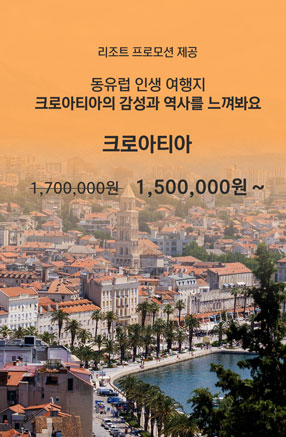 리조트 프로모션 제공
동유럽 인생 여행지
크로아티아의 감성과 역사를 느껴봐요
크로아티아
1,700,000원 1,500,000원 ~